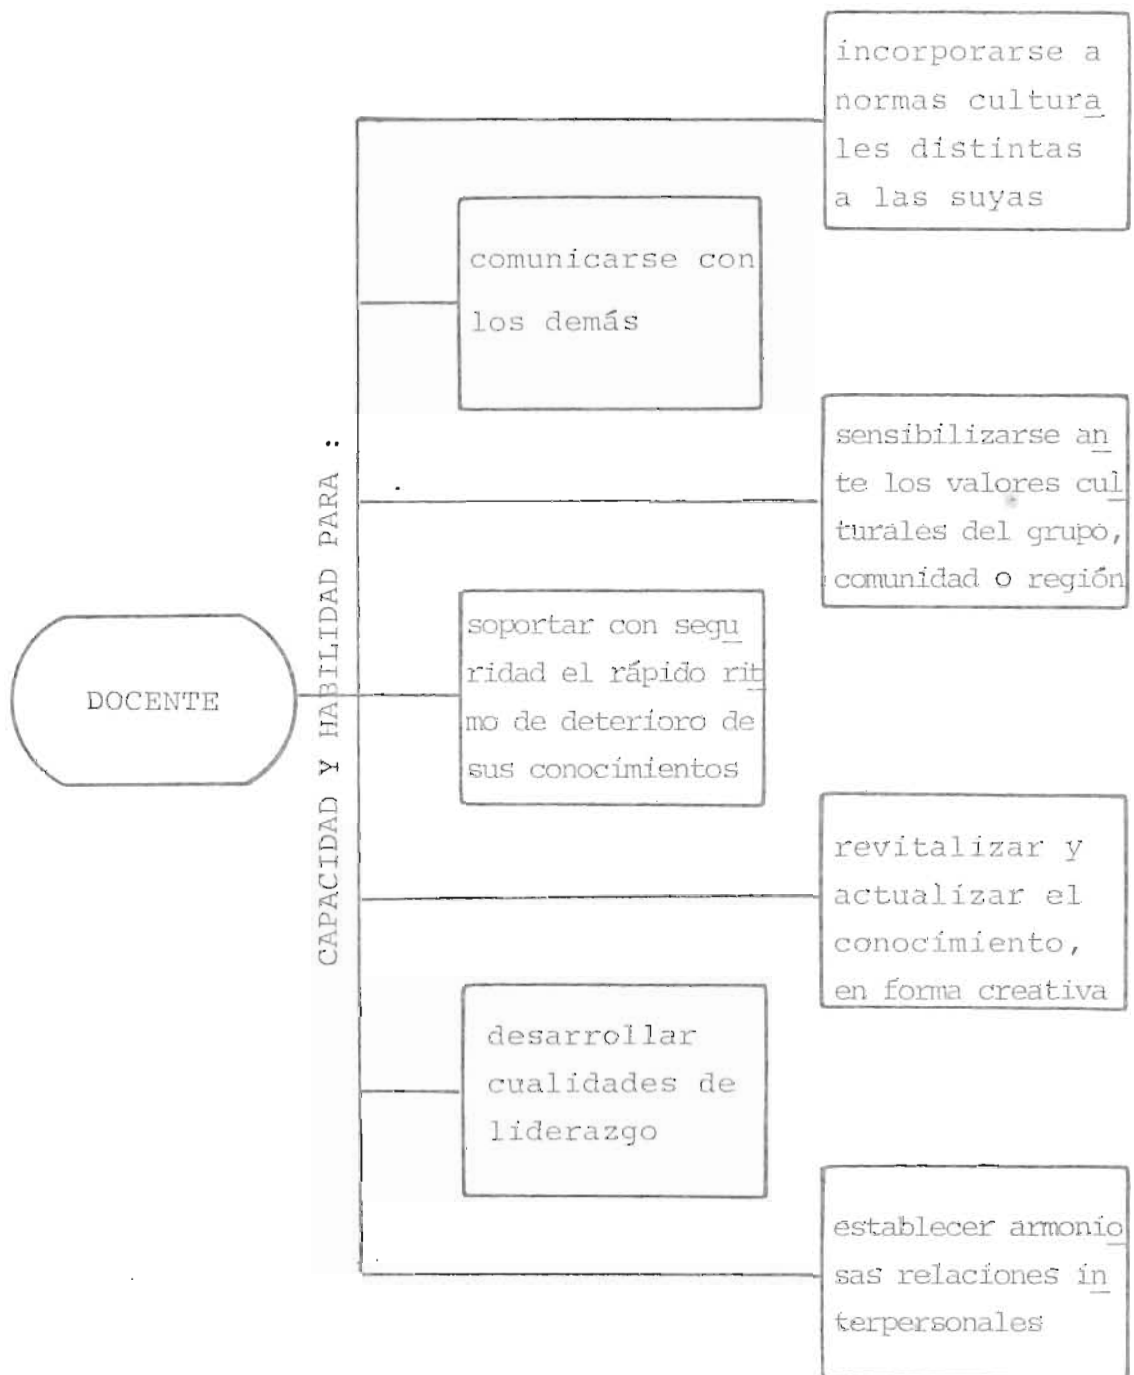 incorporarse a
normas cultura
les distintas
a las suyas
comunicarse con
los demás
sensibilizarse an
te los valores cul
turales del grupo,
comunidad o región
CAPACIDAD Y HABILIDAD PARA :
soportar con segu
ridad el rápido rit
mo de deterioro de
sus conocimientos
DOCENTE
revitalizar y
actualizar el
conocimiento,
en forma creativa
desarrollar
cualidades de
liderazgo
establecer armonio
sas relaciones in
terpersonales